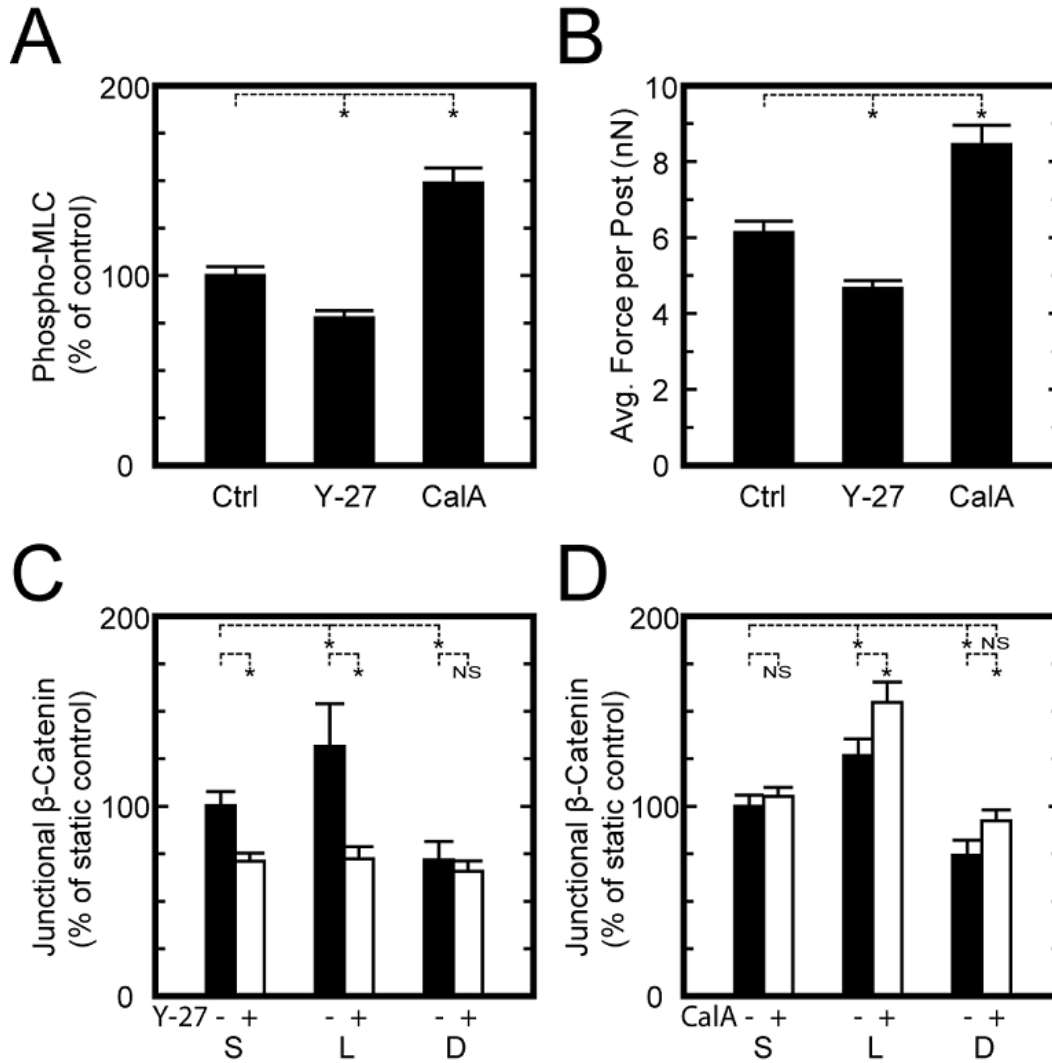 A
200
100
0
Phospho-MLC
(% of control)
* *
Ctrl Y-27 CalA
B
10
8
6
4
2
0
Avg. Force per Post (nN)
* *
Ctrl Y-27 CalA
C
200
100
0
Junctional β-Catenin
(% of static control)
* *
* * NS
Y-27 - + - + - +
S L D
D
200
100
0
Junctional β-Catenin
(% of static control)
* * NS
NS * *
CalA - + - + - +
S L D